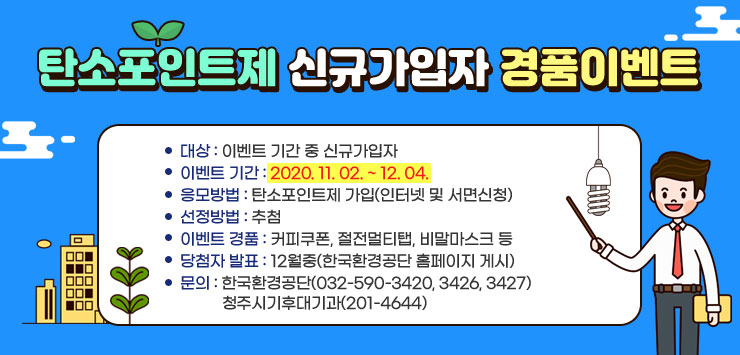 탄소포인트제 신규가입자 경품이벤트
• 대상 : 이벤트 기간 중 신규가입자
• 이벤트 기간 : 2020. 11. 02. ~ 12. 04.
• 응모방법 : 탄소포인트제 가입(인터넷 및 서면신청)
• 선정방법 : 추첨
• 이벤트 경품 : 커피쿠폰, 절전멀티탭, 비말마스크 등
• 당첨자 발표 : 12월중(한국환경공단 홈페이지 게시)
• 문의 : 한국환경공단(032-590-3420, 3426, 3427)
청주시기후대기과(201-4644)